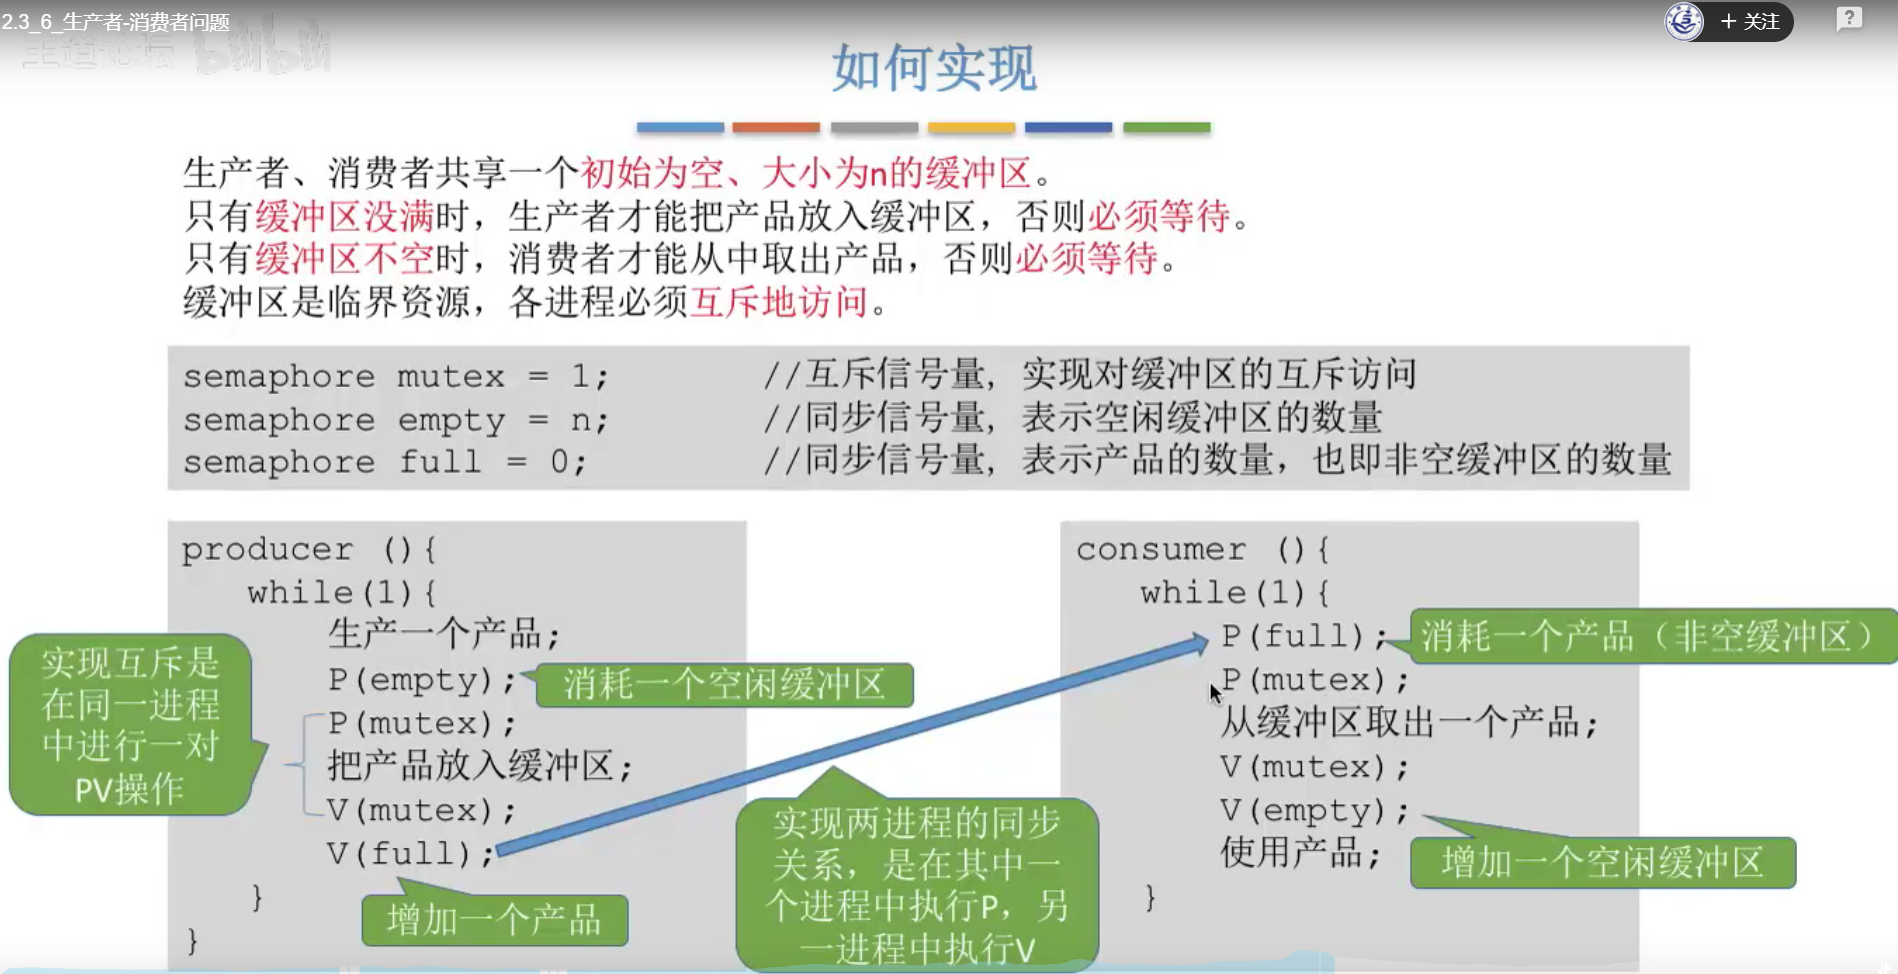 2.3_6_生产者-消费者问题
+ 关注
?
王道论坛 bilibili
如何实现
生产者、消费者共享一个初始为空、大小为n的缓冲区。
只有缓冲区没满时，生产者才能把产品放入缓冲区，否则必须等待。
只有缓冲区不空时，消费者才能从中取出产品，否则必须等待。
缓冲区是临界资源，各进程必须互斥地访问。
semaphore mutex = 1; //互斥信号量, 实现对缓冲区的互斥访问
semaphore empty = n; //同步信号量, 表示空闲缓冲区的数量
semaphore full = 0; //同步信号量, 表示产品的数量，也即非空缓冲区的数量
producer (){
while(1){
生产一个产品;
P(empty);
P(mutex);
把产品放入缓冲区;
V(mutex);
V(full);
}
}
实现互斥是
在同一进程
中进行一对
PV操作
消耗一个空闲缓冲区
增加一个产品
实现两进程的同步
关系，是在其中一
个进程中执行P，另
一进程中执行V
consumer (){
while(1){
P(full);
P(mutex);
从缓冲区取出一个产品;
V(mutex);
V(empty);
使用产品;
}
消耗一个产品（非空缓冲区）
增加一个空闲缓冲区